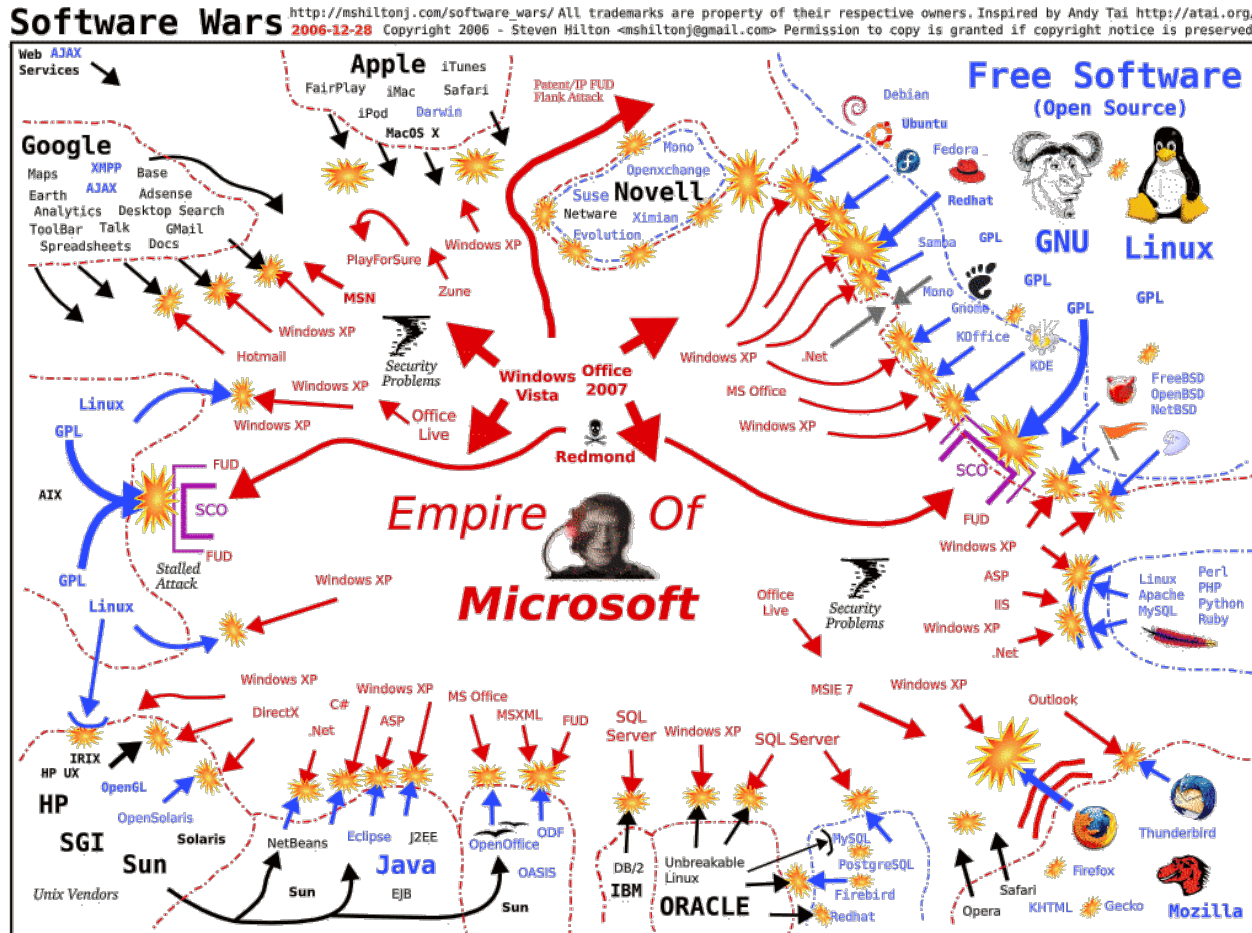 Software Wars
http://mshiltonj.com/software_wars/ All trademarks are property of their respective owners. Inspired by Andy Tai http://atai.org
2006-12-28 Copyright 2006 - Steven Hilton <mshiltonj@gmail.com> Permission to copy is granted if copyright notice is preserved
Web AJAX
Services
Apple
iTunes
FairPlay
iMac
Safari
iPod
Darwin
MacOS X
Patent/IP FUD
Flank Attack
Free Software
(Open Source)
Debian
Ubuntu
Fedora
Redhat
GNU
Linux
Google
Maps
XMPP
Base
Earth
AJAX
Adsense
Analytics
Desktop Search
ToolBar
Talk
GMail
Spreadsheets
Docs
Mono
Openxchange
Suse
Novell
Netware
Ximian
Evolution
Samba
GPL
Mono
GPL
GPL
GPL
Gnome
KOffice
KDE
Windows XP
PlayForSure
Zune
MSN
Windows XP
Hotmail
Security
Problems
Windows
Vista
Office
2007
Windows XP
.Net
MS Office
Windows XP
FreeBSD
OpenBSD
NetBSD
Linux
GPL
Windows XP
Windows XP
Office
Live
Redmond
FUD
SCO
FUD
AIX
Stalled
Attack
GPL
Linux
SCO
FUD
Empire Of
Microsoft
Windows XP
Windows XP
ASP
IIS
Windows XP
.Net
Office
Live
Security
Problems
Linux
Apache
MySQL
Perl
PHP
Python
Ruby
Windows XP
DirectX
.Net
C#
Windows XP
ASP
MS Office
MSXML
FUD
SQL
Server
Windows XP
SQL Server
MSIE 7
Windows XP
Outlook
IRIX
HP UX
HP
OpenGL
OpenSolaris
SGI
Solaris
Sun
Unix Vendors
NetBeans
Eclipse
J2EE
Java
Sun
EJB
OpenOffice
ODF
OASIS
Sun
DB/2
IBM
Unbreakable
Linux
ORACLE
MySQL
PostgreSQL
Firebird
Redhat
Opera
Safari
KHTML
Gecko
Firefox
Thunderbird
Mozilla